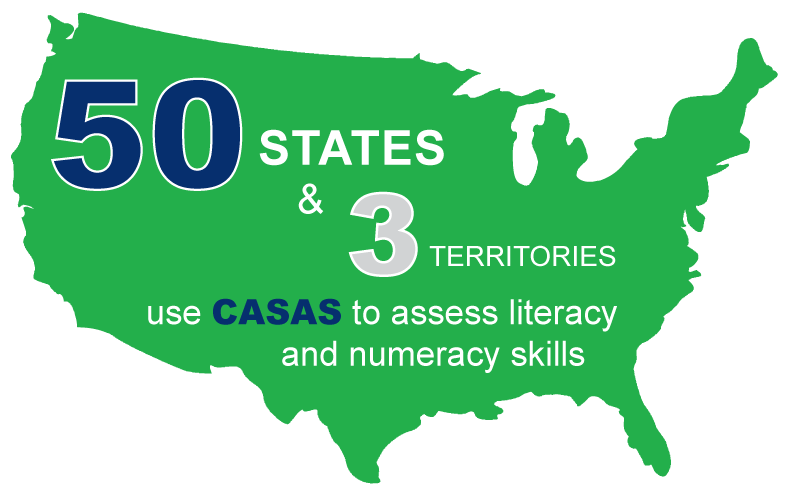 50 STATES
&
3 TERRITORIES
use CASAS to assess literacy
and numeracy skills